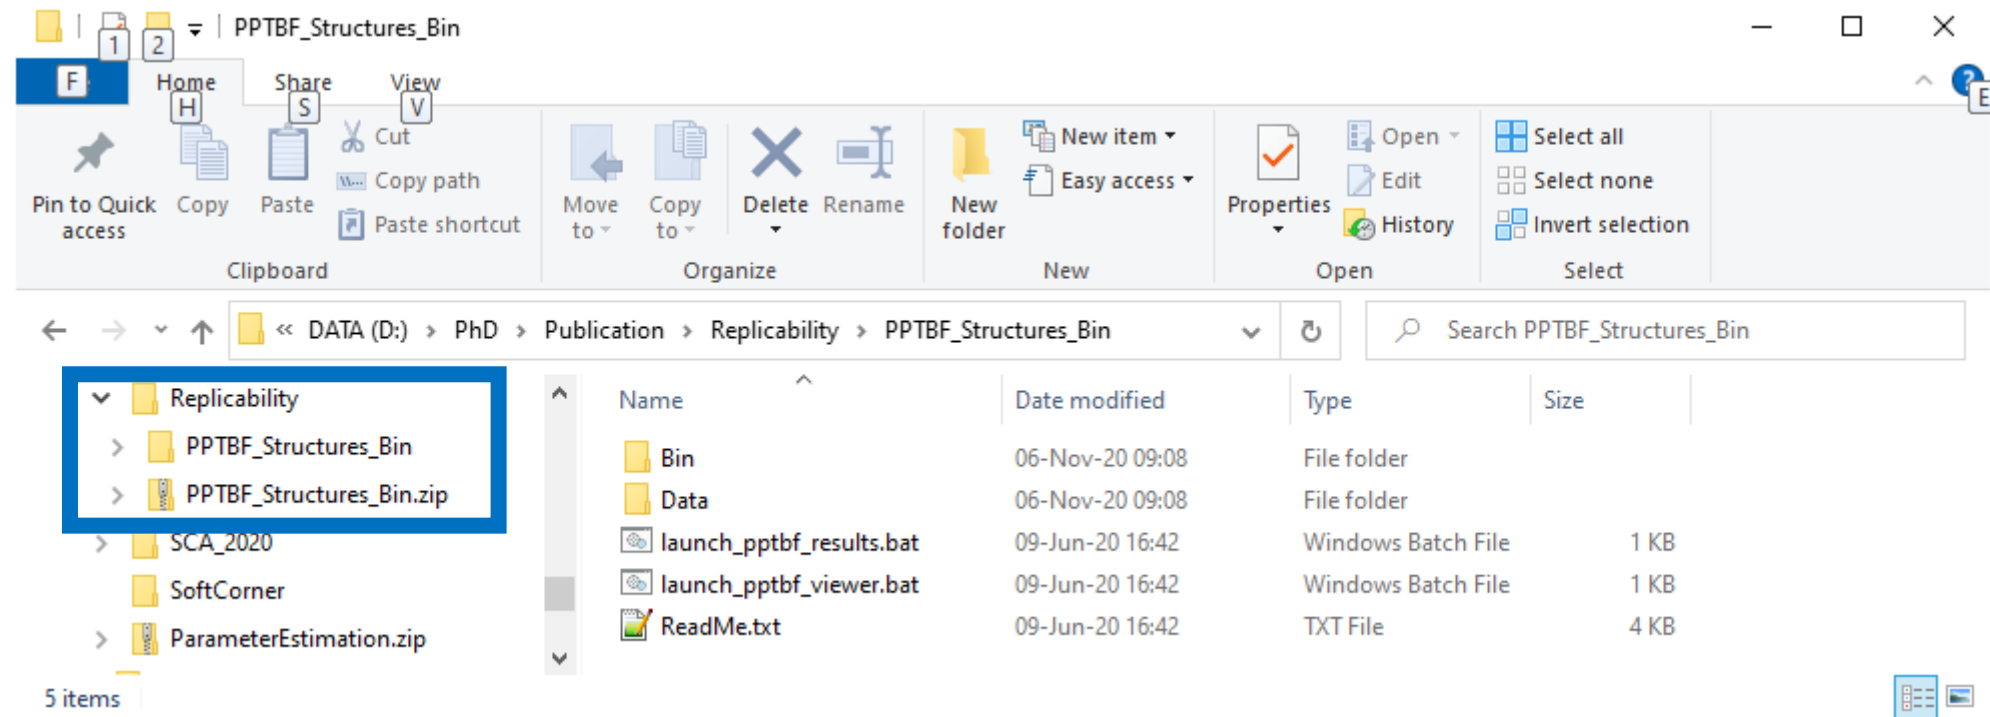 PPTBF_Structures_Bin
1
2
F
Home
Share
View
H
S
V
E
Pin to Quick access
Copy
Paste
Cut
Copy path
Paste shortcut
Clipboard
Move to
Copy to
Delete
Rename
Organize
New folder
New item
Easy access
New
Properties
Open
Edit
History
Open
Select all
Select none
Invert selection
Select
« DATA (D:) > PhD > Publication > Replicability > PPTBF_Structures_Bin
Search PPTBF_Structures_Bin
Replicability
PPTBF_Structures_Bin
PPTBF_Structures_Bin.zip
SCA_2020
SoftCorner
ParameterEstimation.zip
Name Date modified Type Size
Bin 06-Nov-20 09:08 File folder
Data 06-Nov-20 09:08 File folder
launch_pptbf_results.bat 09-Jun-20 16:42 Windows Batch File 1 KB
launch_pptbf_viewer.bat 09-Jun-20 16:42 Windows Batch File 1 KB
ReadMe.txt 09-Jun-20 16:42 TXT File 4 KB
5 items